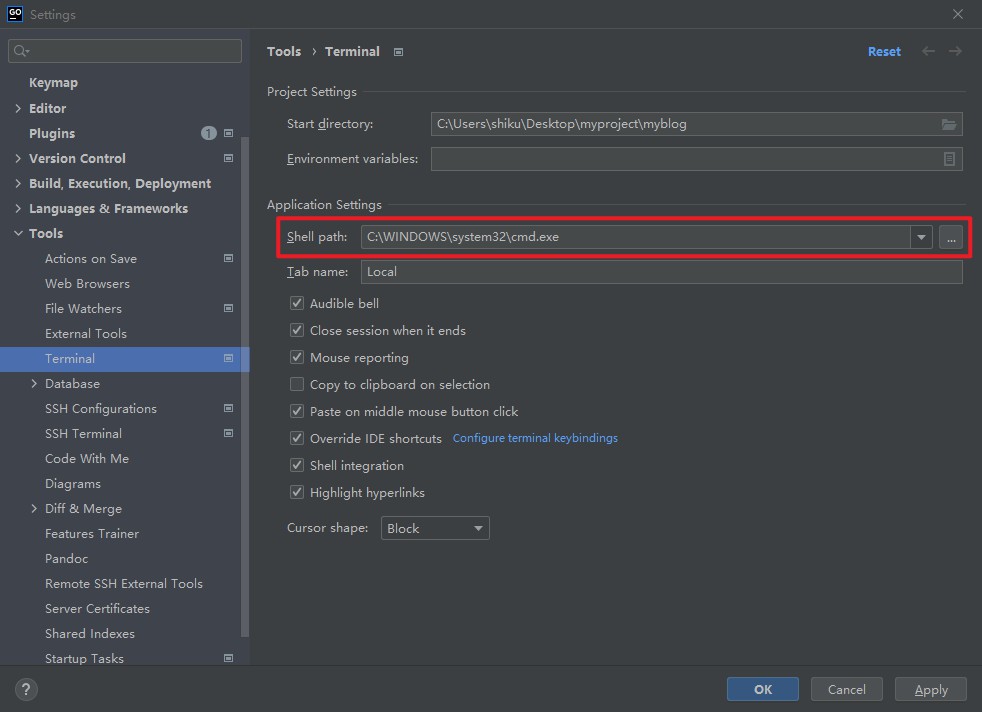 GO Settings
Keymap
Editor
Plugins 1
Version Control
Build, Execution, Deployment
Languages & Frameworks
Tools
Actions on Save
Web Browsers
File Watchers
External Tools
Terminal
Database
SSH Configurations
SSH Terminal
Code With Me
Diagrams
Diff & Merge
Features Trainer
Pandoc
Remote SSH External Tools
Server Certificates
Shared Indexes
Startup Tasks
?
Tools › Terminal Reset
Project Settings
Start directory: C:\Users\shiku\Desktop\myproject\myblog
Environment variables:
Application Settings
Shell path: C:\WINDOWS\system32\cmd.exe ...
Tab name: Local
Audible bell
Close session when it ends
Mouse reporting
Copy to clipboard on selection
Paste on middle mouse button click
Override IDE shortcuts Configure terminal keybindings
Shell integration
Highlight hyperlinks
Cursor shape: Block
OK Cancel Apply